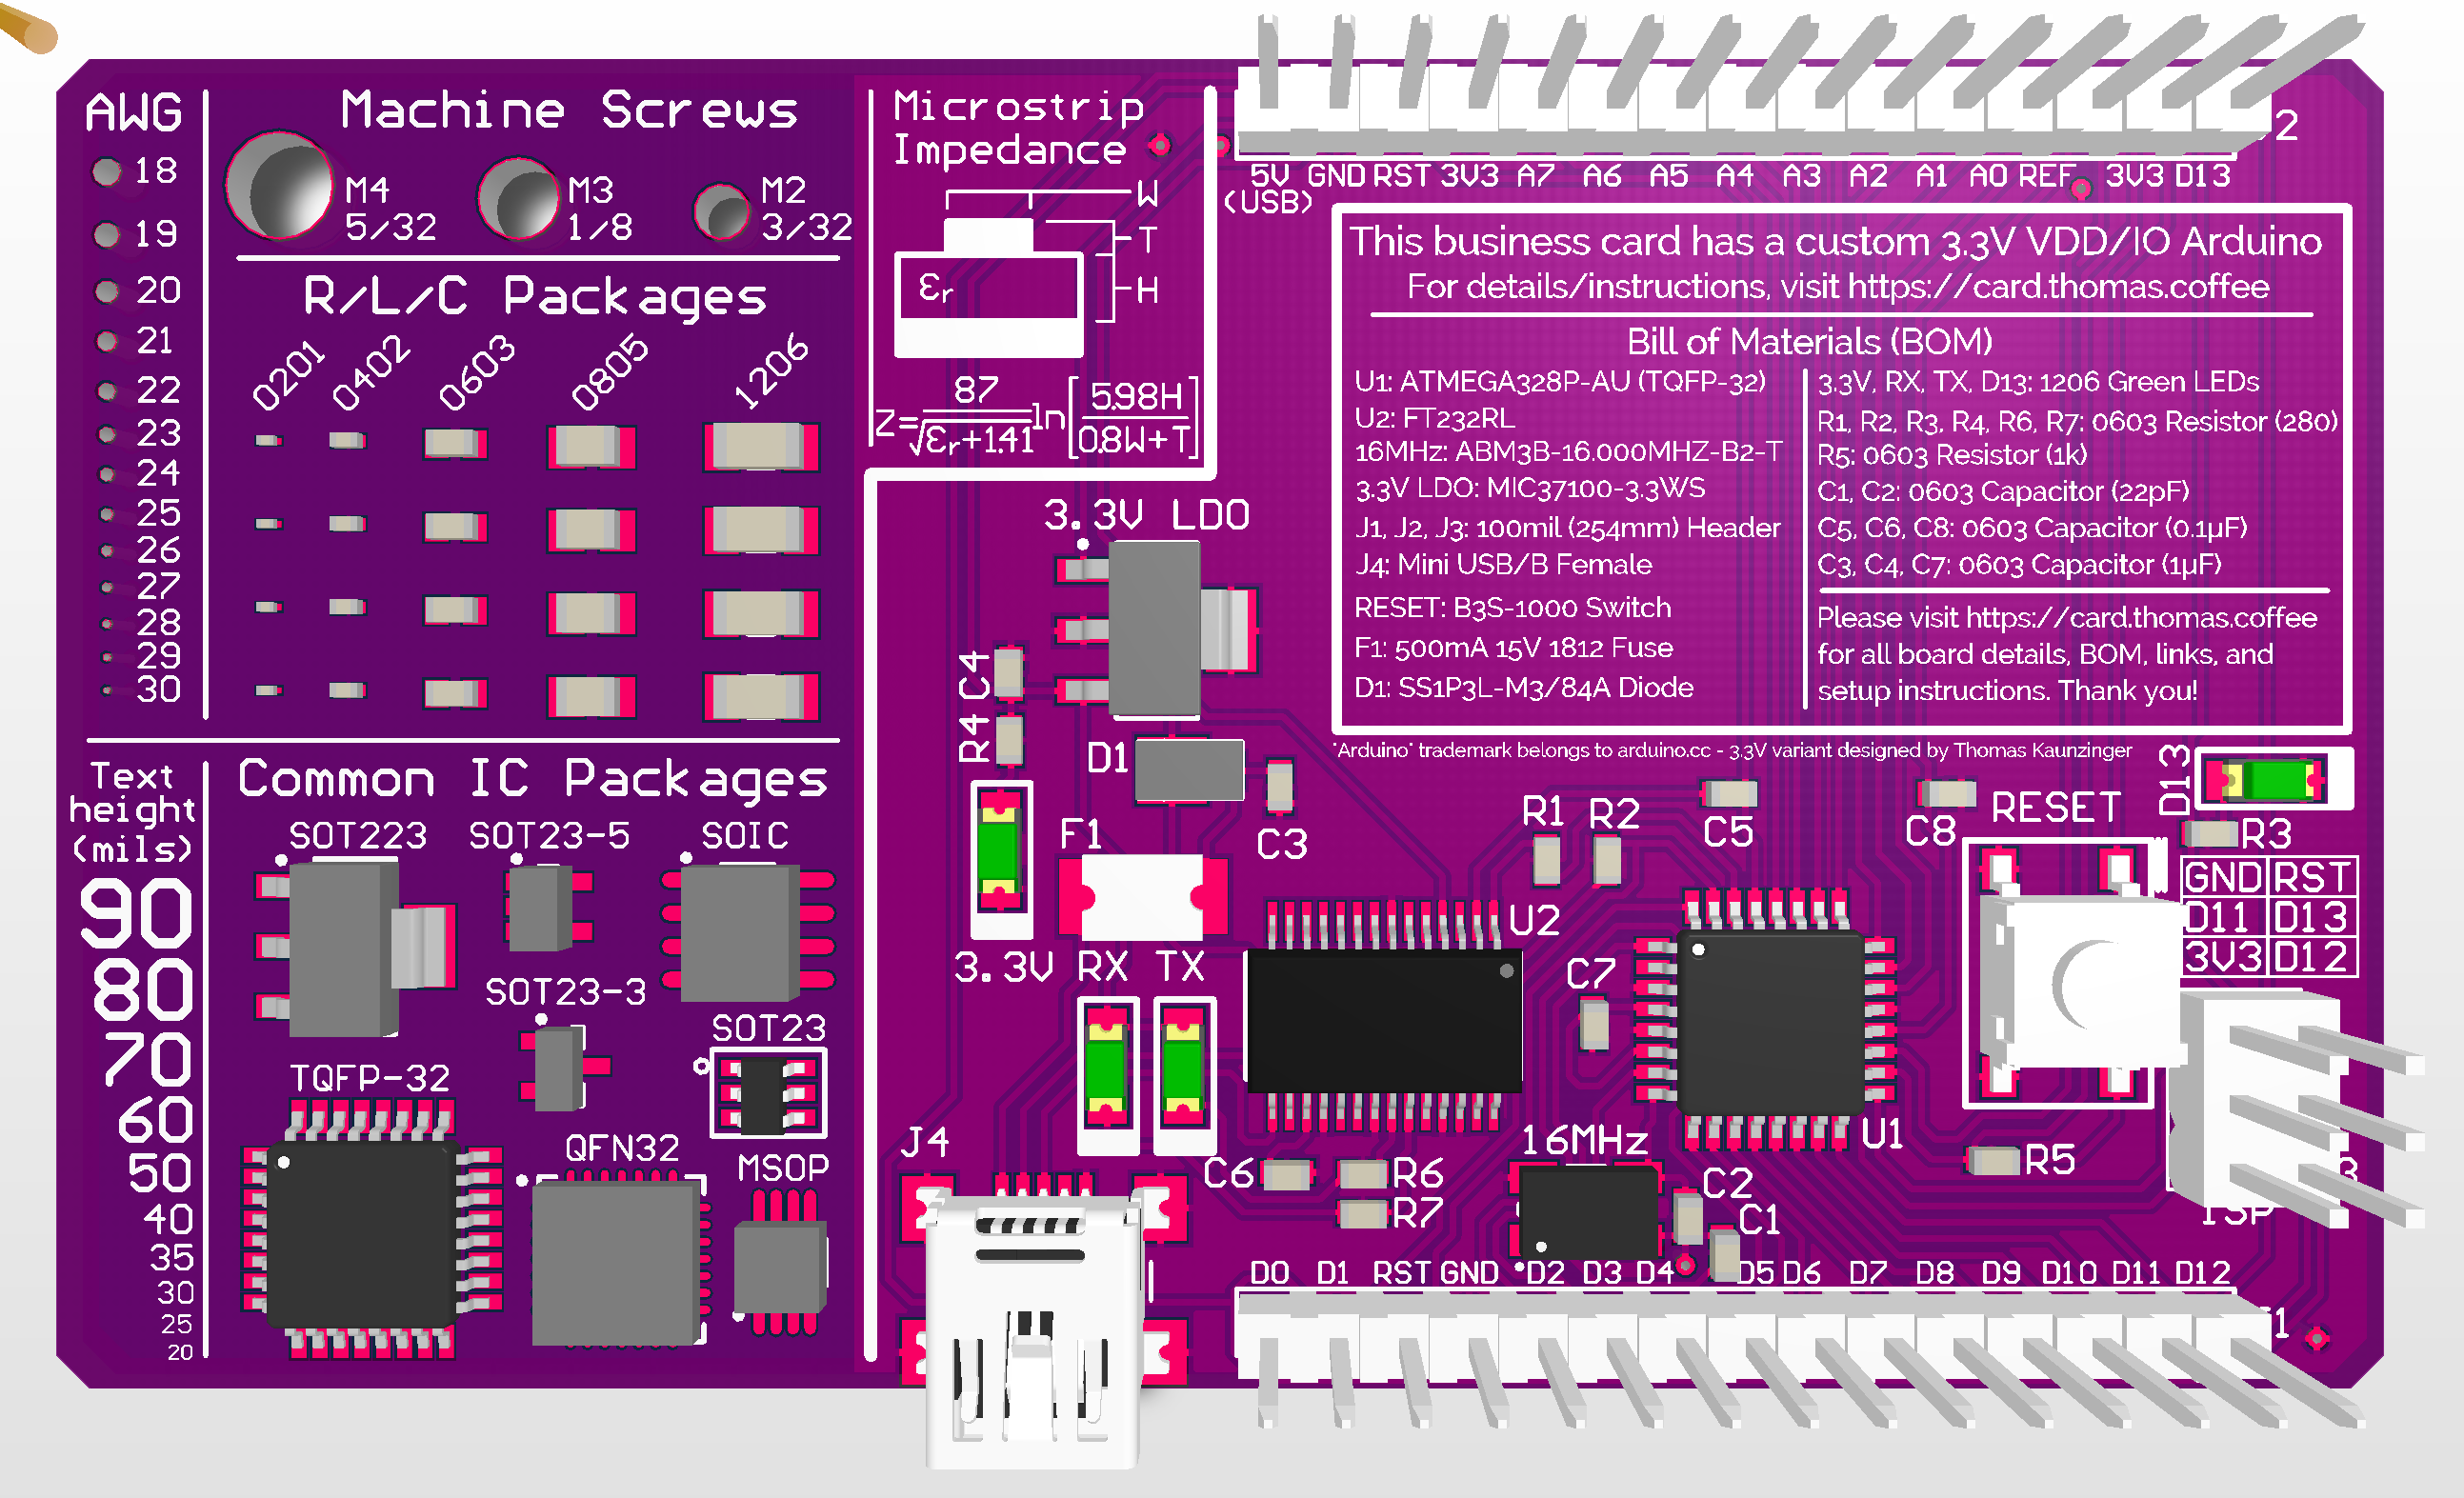 AWG
18
19
20
21
22
23
24
25
26
27
28
29
30
Machine Screws
M4
5/32
M3
1/8
M2
3/32
R/L/C Packages
0201 0402 0603 0805 1206
Text
height
(mils)
90
80
70
60
50
40
35
30
25
20
Common IC Packages
SOT223
SOT23-5
SOIC
SOT23-3
SOT23
TQFP-32
QFN32
MSOP
Microstrip
Impedance
W
T
H
εr
Z=87/√(εr+1.41) ln[5.98H/(0.8W+T)]
2
5V GND RST 3V3 A7 A6 A5 A4 A3 A2 A1 A0 REF 3V3 D13
(USB)
This business card has a custom 3.3V VDD/IO Arduino
For details/instructions, visit https://card.thomas.coffee
Bill of Materials (BOM)
U1: ATMEGA328P-AU (TQFP-32)
U2: FT232RL
16MHz: ABM3B-16.000MHZ-B2-T
3.3V LDO: MIC37100-3.3WS
J1, J2, J3: 100mil (254mm) Header
J4: Mini USB/B Female
RESET: B3S-1000 Switch
F1: 500mA 15V 1812 Fuse
D1: SS1P3L-M3/84A Diode
3.3V, RX, TX, D13: 1206 Green LEDs
R1, R2, R3, R4, R6, R7: 0603 Resistor (280)
R5: 0603 Resistor (1k)
C1, C2: 0603 Capacitor (22pF)
C5, C6, C8: 0603 Capacitor (0.1µF)
C3, C4, C7: 0603 Capacitor (1µF)
Please visit https://card.thomas.coffee
for all board details, BOM, links, and
setup instructions. Thank you!
"Arduino" trademark belongs to arduino.cc - 3.3V variant designed by Thomas Kaunzinger
3.3V LDO
C4
R4
D1
C3
F1
3.3V RX TX
J4
R1
R2
C5
C8
RESET
D13
R3
GND RST
D11 D13
3V3 D12
U2
C7
U1
16MHz
C6
R6
R7
C2
C1
R5
3
ISP
D0 D1 RST GND D2 D3 D4 D5 D6 D7 D8 D9 D10 D11 D12
1